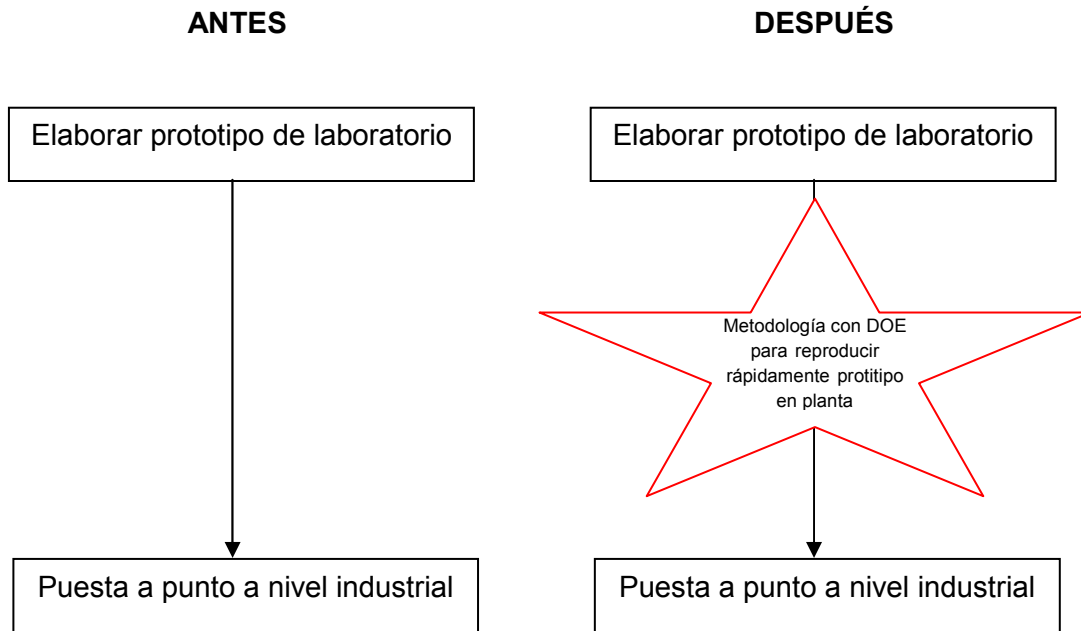 ANTES
Elaborar prototipo de laboratorio
Puesta a punto a nivel industrial
DESPUÉS
Elaborar prototipo de laboratorio
Metodología con DOE
para reproducir
rápidamente protitipo
en planta
Puesta a punto a nivel industrial